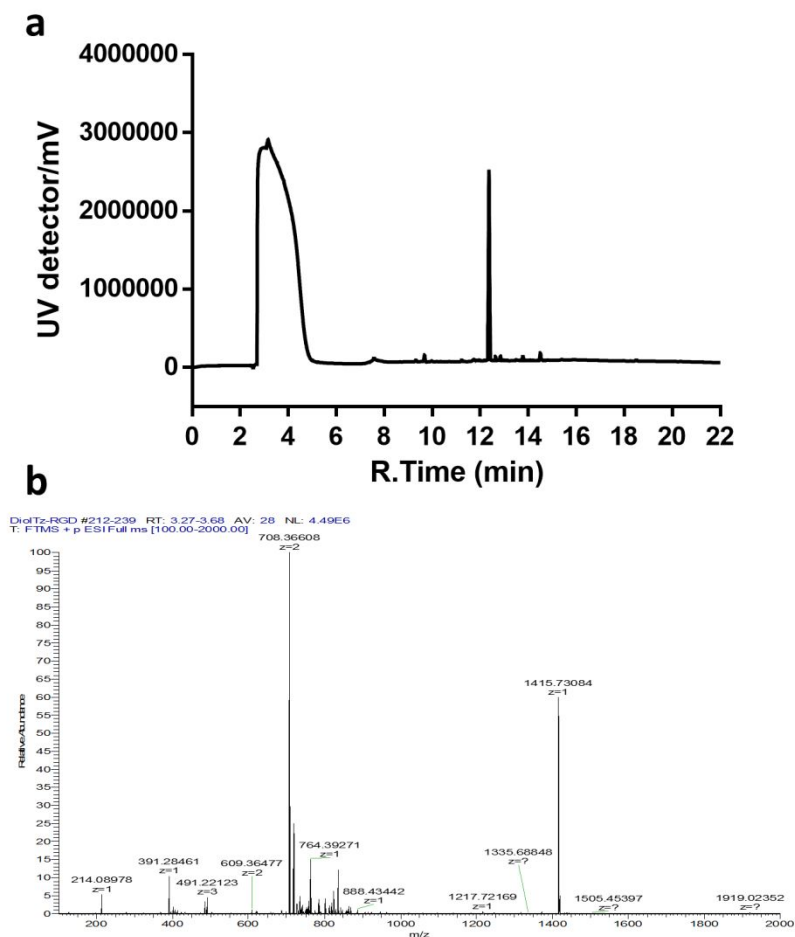 a
4000000
3000000
2000000
1000000
0
UV detector/mV
0 2 4 6 8 10 12 14 16 18 20 22
R.Time (min)
b
DiolTz-RGD #212-239 RT: 3.27-3.68 AV: 28 NL: 4.49E6
T: FTMS + p ESI Full ms [100.00-2000.00]
708.36608
z=2
1415.73084
z=1
764.39271
z=1
1335.68848
z=?
391.28461
z=1
609.36477
z=2
214.08978
z=1
491.22123
z=3
888.43442
z=1
1217.72169
z=1
1505.45397
z=?
1919.02352
z=?
100
95
90
85
80
75
70
65
60
55
50
45
40
35
30
25
20
15
10
5
0
Relative Abundance
200 400 600 800 1000 1200 1400 1600 1800 2000
m/z